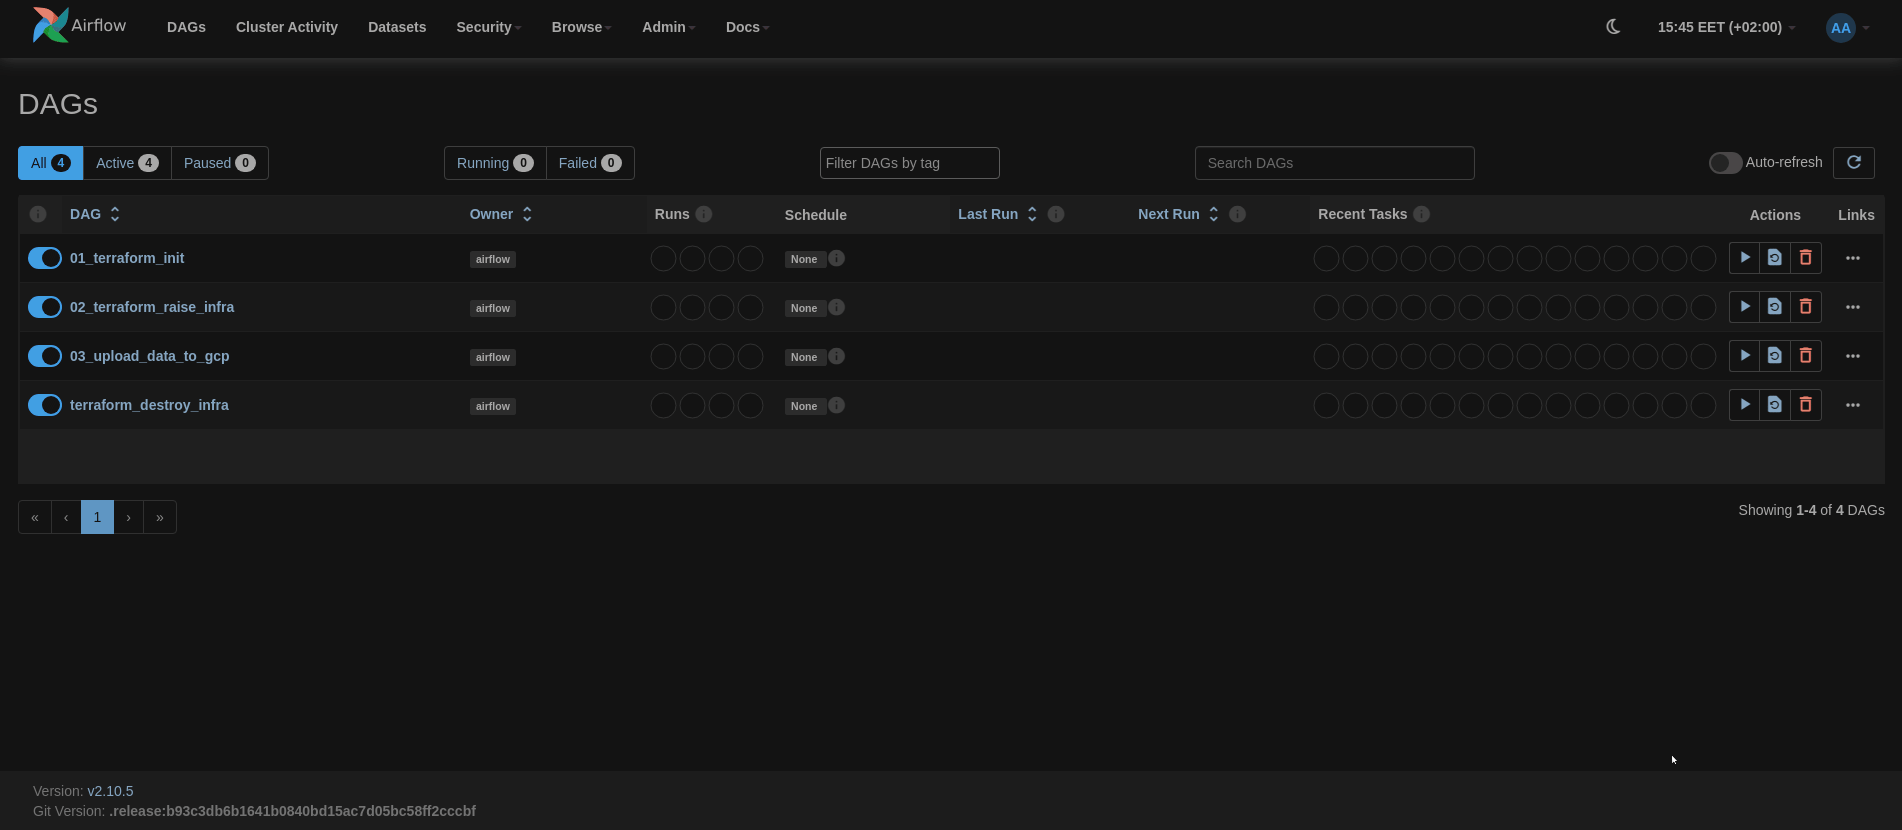 Airflow DAGs Cluster Activity Datasets Security Browse Admin Docs 15:45 EET (+02:00) AA
DAGs
All 4 Active 4 Paused 0 Running 0 Failed 0 Filter DAGs by tag Search DAGs Auto-refresh
DAG Owner Runs Schedule Last Run Next Run Recent Tasks Actions Links
01_terraform_init airflow None
02_terraform_raise_infra airflow None
03_upload_data_to_gcp airflow None
terraform_destroy_infra airflow None
« ‹ 1 › » Showing 1-4 of 4 DAGs
Version: v2.10.5
Git Version: .release:b93c3db6b1641b0840bd15ac7d05bc58ff2cccbf